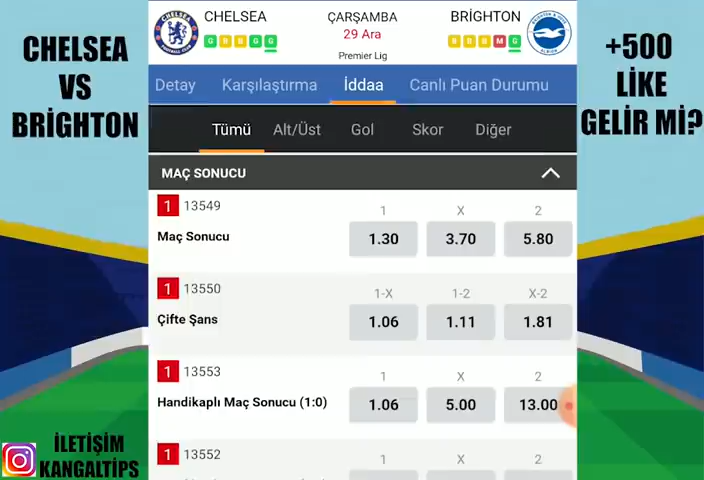 CHELSEA
VS
BRİGHTON
+500
LİKE
GELİR Mİ?
CHELSEA
G B B G G
ÇARŞAMBA
29 Ara
Premier Lig
BRİGHTON
B B B M G
Detay Karşılaştırma İddaa Canlı Puan Durumu
Tümü Alt/Üst Gol Skor Diğer
MAÇ SONUCU
1 13549
Maç Sonucu
1 X 2
1.30 3.70 5.80
1 13550
Çifte Şans
1-X 1-2 X-2
1.06 1.11 1.81
1 13553
Handikaplı Maç Sonucu (1:0)
1 X 2
1.06 5.00 13.00
1 13552
1 X 2
İLETİŞİM
KANGALTİPS